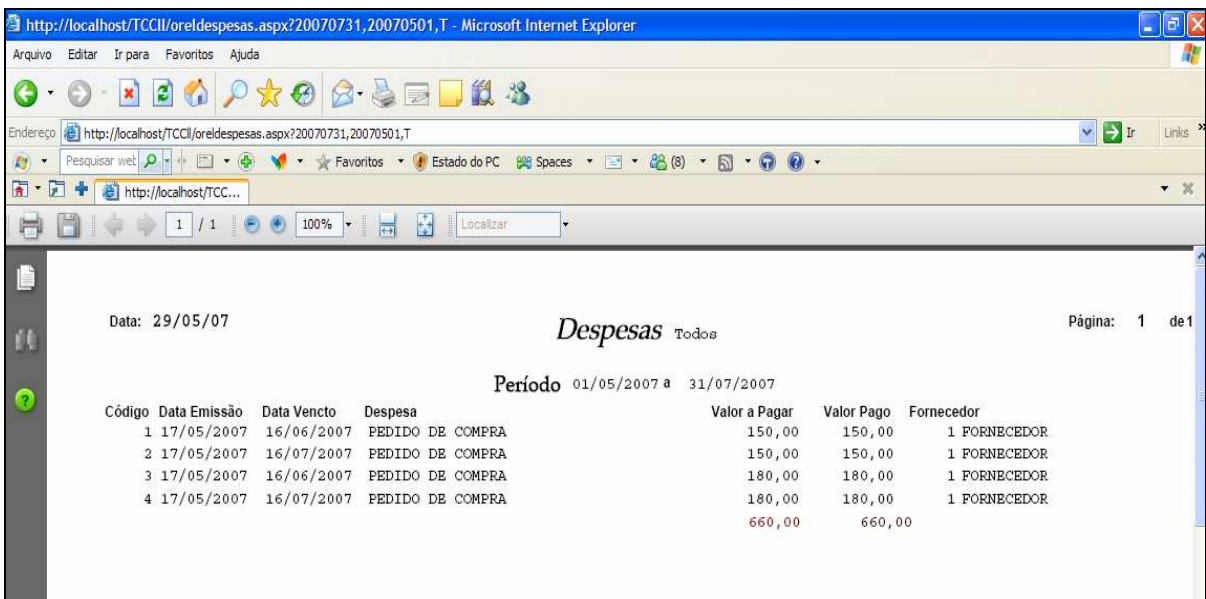 http://localhost/TCCII/oreldespesas.aspx?20070731,20070501,T - Microsoft Internet Explorer
Arquivo Editar Ir para Favoritos Ajuda
Endereço http://localhost/TCCII/oreldespesas.aspx?20070731,20070501,T Ir Links »
Pesquisar web Favoritos Estado do PC Spaces (8)
http://localhost/TCC...
1 / 1 100% Localizar
Data: 29/05/07 Despesas Todos Página: 1 de 1
Período 01/05/2007 a 31/07/2007
Código Data Emissão Data Vencto Despesa Valor a Pagar Valor Pago Fornecedor
1 17/05/2007 16/06/2007 PEDIDO DE COMPRA 150,00 150,00 1 FORNECEDOR
2 17/05/2007 16/07/2007 PEDIDO DE COMPRA 150,00 150,00 1 FORNECEDOR
3 17/05/2007 16/06/2007 PEDIDO DE COMPRA 180,00 180,00 1 FORNECEDOR
4 17/05/2007 16/07/2007 PEDIDO DE COMPRA 180,00 180,00 1 FORNECEDOR
660,00 660,00